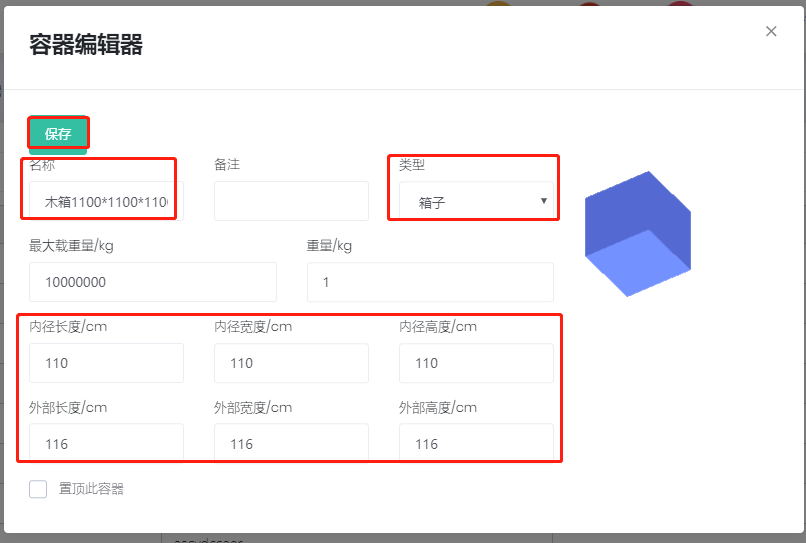 容器编辑器
保存
名称 备注 类型
木箱1100*1100*110 箱子
最大载重量/kg 重量/kg
10000000 1
内径长度/cm 内径宽度/cm 内径高度/cm
110 110 110
外部长度/cm 外部宽度/cm 外部高度/cm
116 116 116
置顶此容器